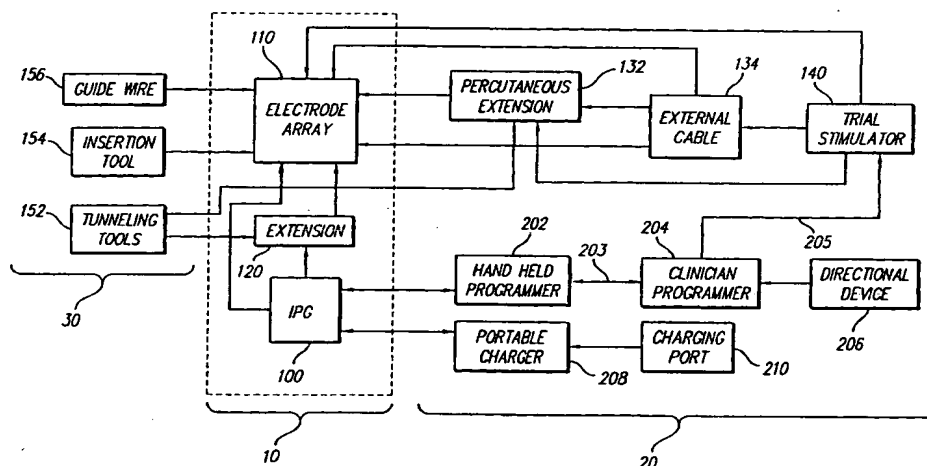 110
132
134
140
156
GUIDE WIRE
ELECTRODE
ARRAY
PERCUTANEOUS
EXTENSION
EXTERNAL
CABLE
TRIAL
STIMULATOR
154
INSERTION
TOOL
152
TUNNELING
TOOLS
EXTENSION
120
202
203
204
205
HAND HELD
PROGRAMMER
CLINICIAN
PROGRAMMER
DIRECTIONAL
DEVICE
206
30
IPG
100
PORTABLE
CHARGER
208
CHARGING
PORT
210
10
20